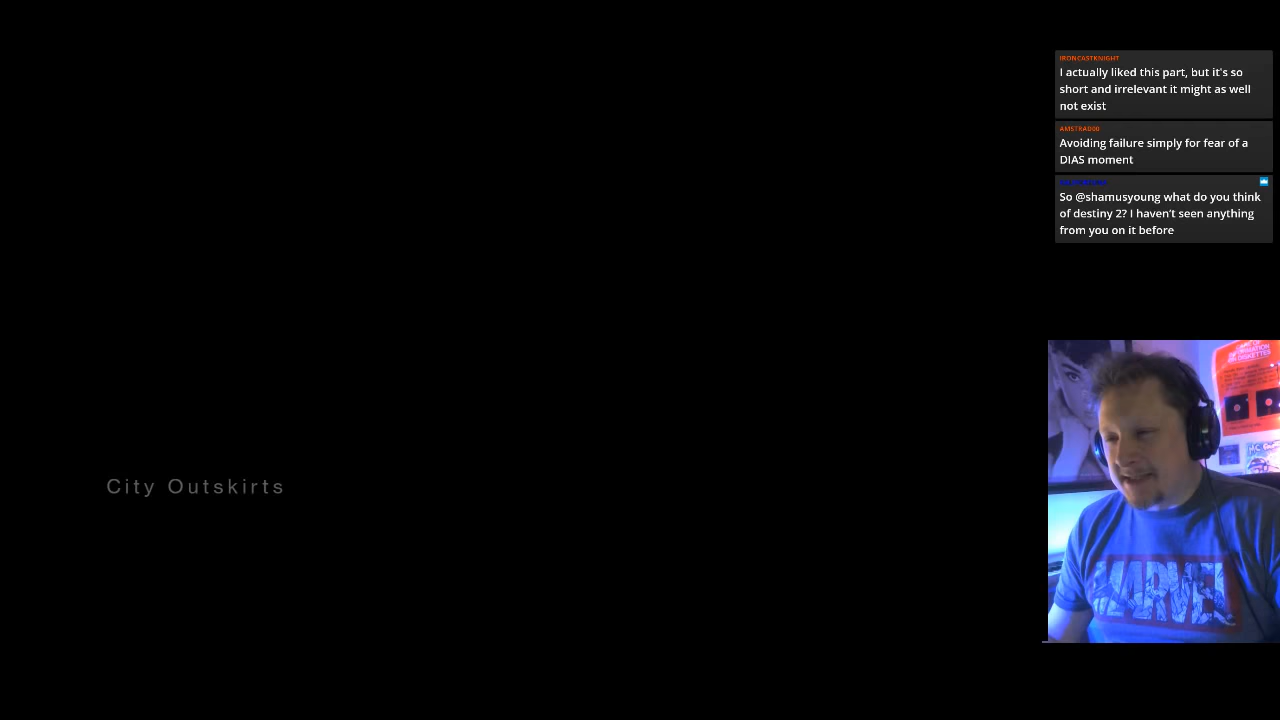 IRONCASTKNIGHT
I actually liked this part, but it's so
short and irrelevant it might as well
not exist
AMSTRAD00
Avoiding failure simply for fear of a
DIAS moment
So @shamusyoung what do you think
of destiny 2? I haven't seen anything
from you on it before
City Outskirts
DISKETTES
MARVEL